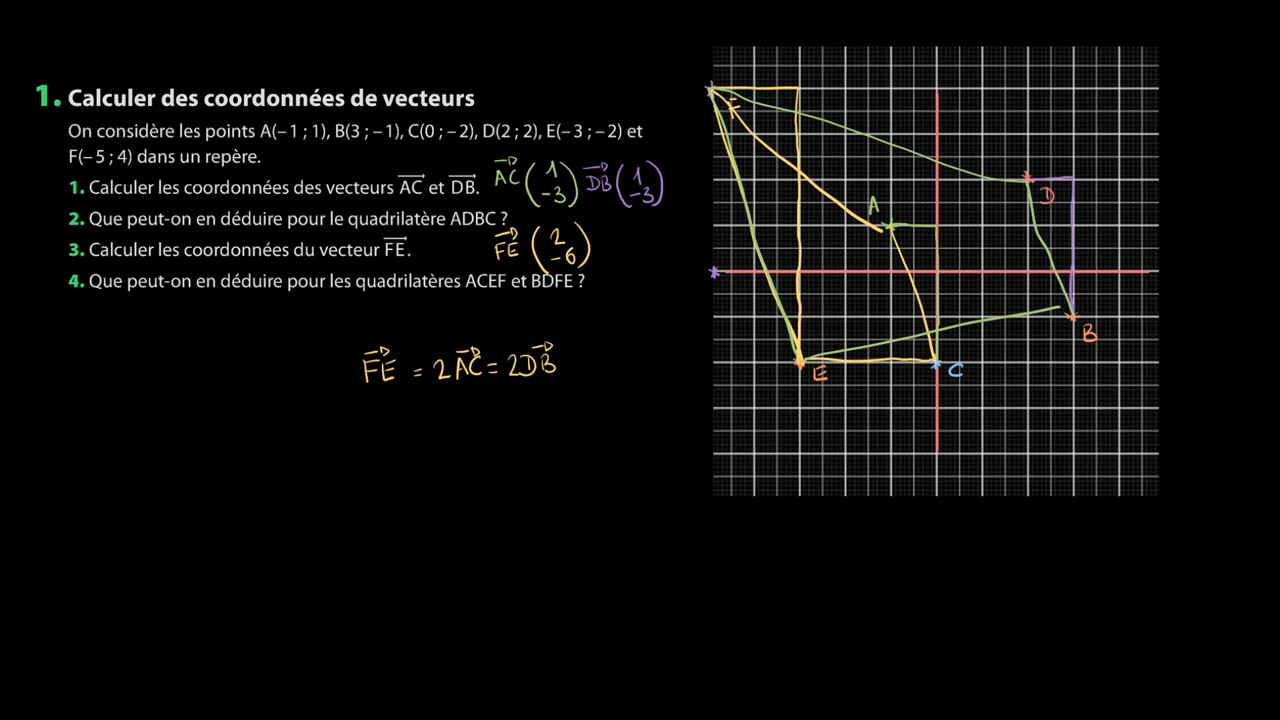 1. Calculer des coordonnées de vecteurs
On considère les points A(– 1 ; 1), B(3 ; – 1), C(0 ; – 2), D(2 ; 2), E(– 3 ; – 2) et
F(– 5 ; 4) dans un repère.
1. Calculer les coordonnées des vecteurs AC et DB.
AC (1 -3) DB (1 -3)
2. Que peut-on en déduire pour le quadrilatère ADBC ?
3. Calculer les coordonnées du vecteur FE.
FE (2 -6)
4. Que peut-on en déduire pour les quadrilatères ACEF et BDFE ?
FE = 2AC = 2DB
F
A
D
B
E
C